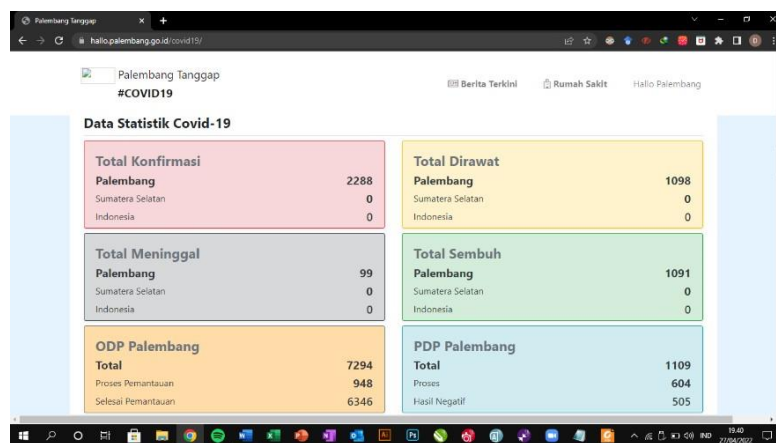 Palembang Tanggap
hallo.palembang.go.id/covid19/
Palembang Tanggap
#COVID19
Berita Terkini
Rumah Sakit
Hallo Palembang
Data Statistik Covid-19
Total Konfirmasi
Palembang 2288
Sumatera Selatan 0
Indonesia 0
Total Dirawat
Palembang 1098
Sumatera Selatan 0
Indonesia 0
Total Meninggal
Palembang 99
Sumatera Selatan 0
Indonesia 0
Total Sembuh
Palembang 1091
Sumatera Selatan 0
Indonesia 0
ODP Palembang
Total 7294
Proses Pemantauan 948
Selesai Pemantauan 6346
PDP Palembang
Total 1109
Proses 604
Hasil Negatif 505
IND
19.40
27/04/2022